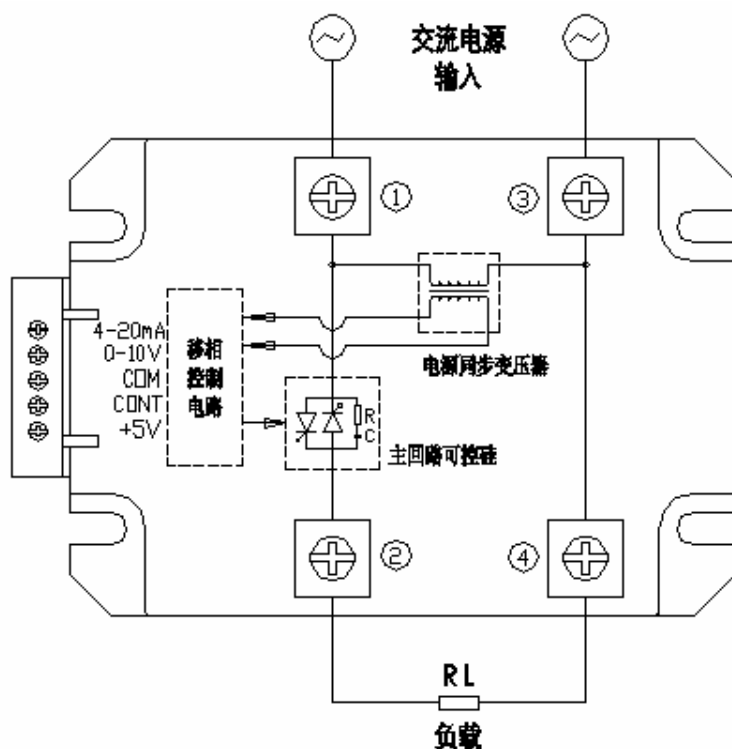 交流电源
输入
①
③
4-20mA
0-10V
COM
CONT
+5V
移相
控制
电路
电源同步变压器
R
C
主回路可控硅
②
④
RL
负载